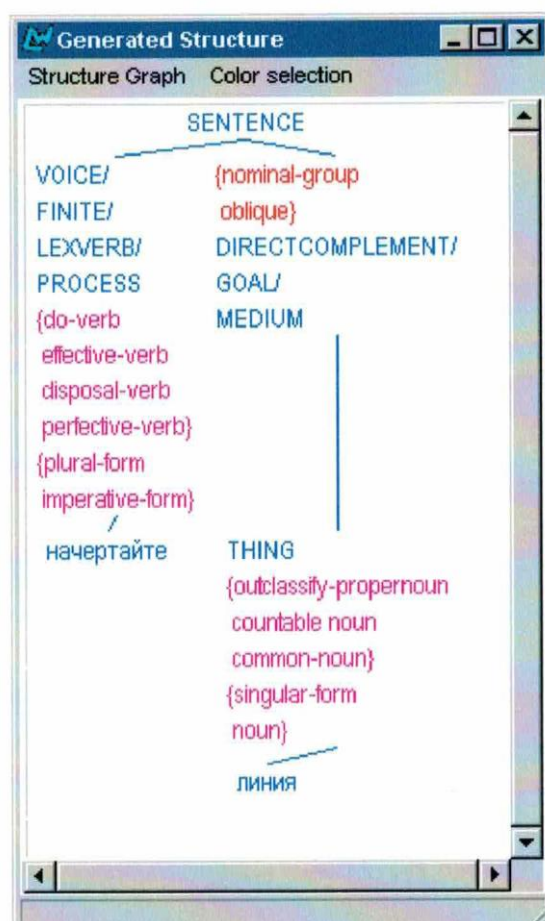 Generated Structure
Structure Graph Color selection
SENTENCE
VOICE/
FINITE/
LEXVERB/
PROCESS
{do-verb
effective-verb
disposal-verb
perfective-verb}
{plural-form
imperative-form}
начертайте
{nominal-group
oblique}
DIRECTCOMPLEMENT/
GOAL/
MEDIUM
THING
{outclassify-propernoun
countable noun
common-noun}
{singular-form
noun}
линия